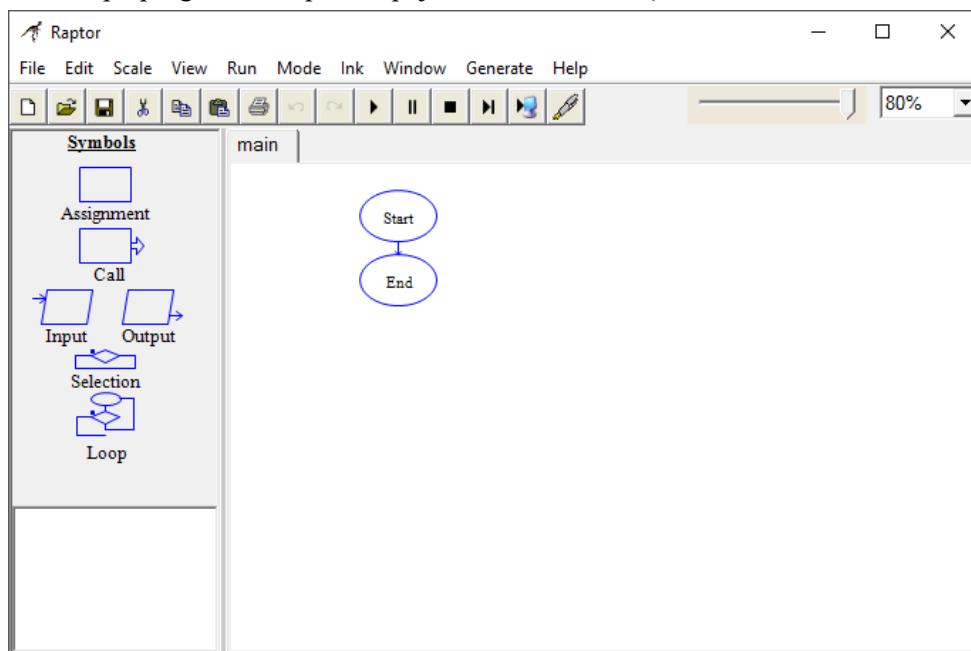 Raptor
File Edit Scale View Run Mode Ink Window Generate Help
80%
Symbols
main
Assignment
Start
Call
End
Input Output
Selection
Loop